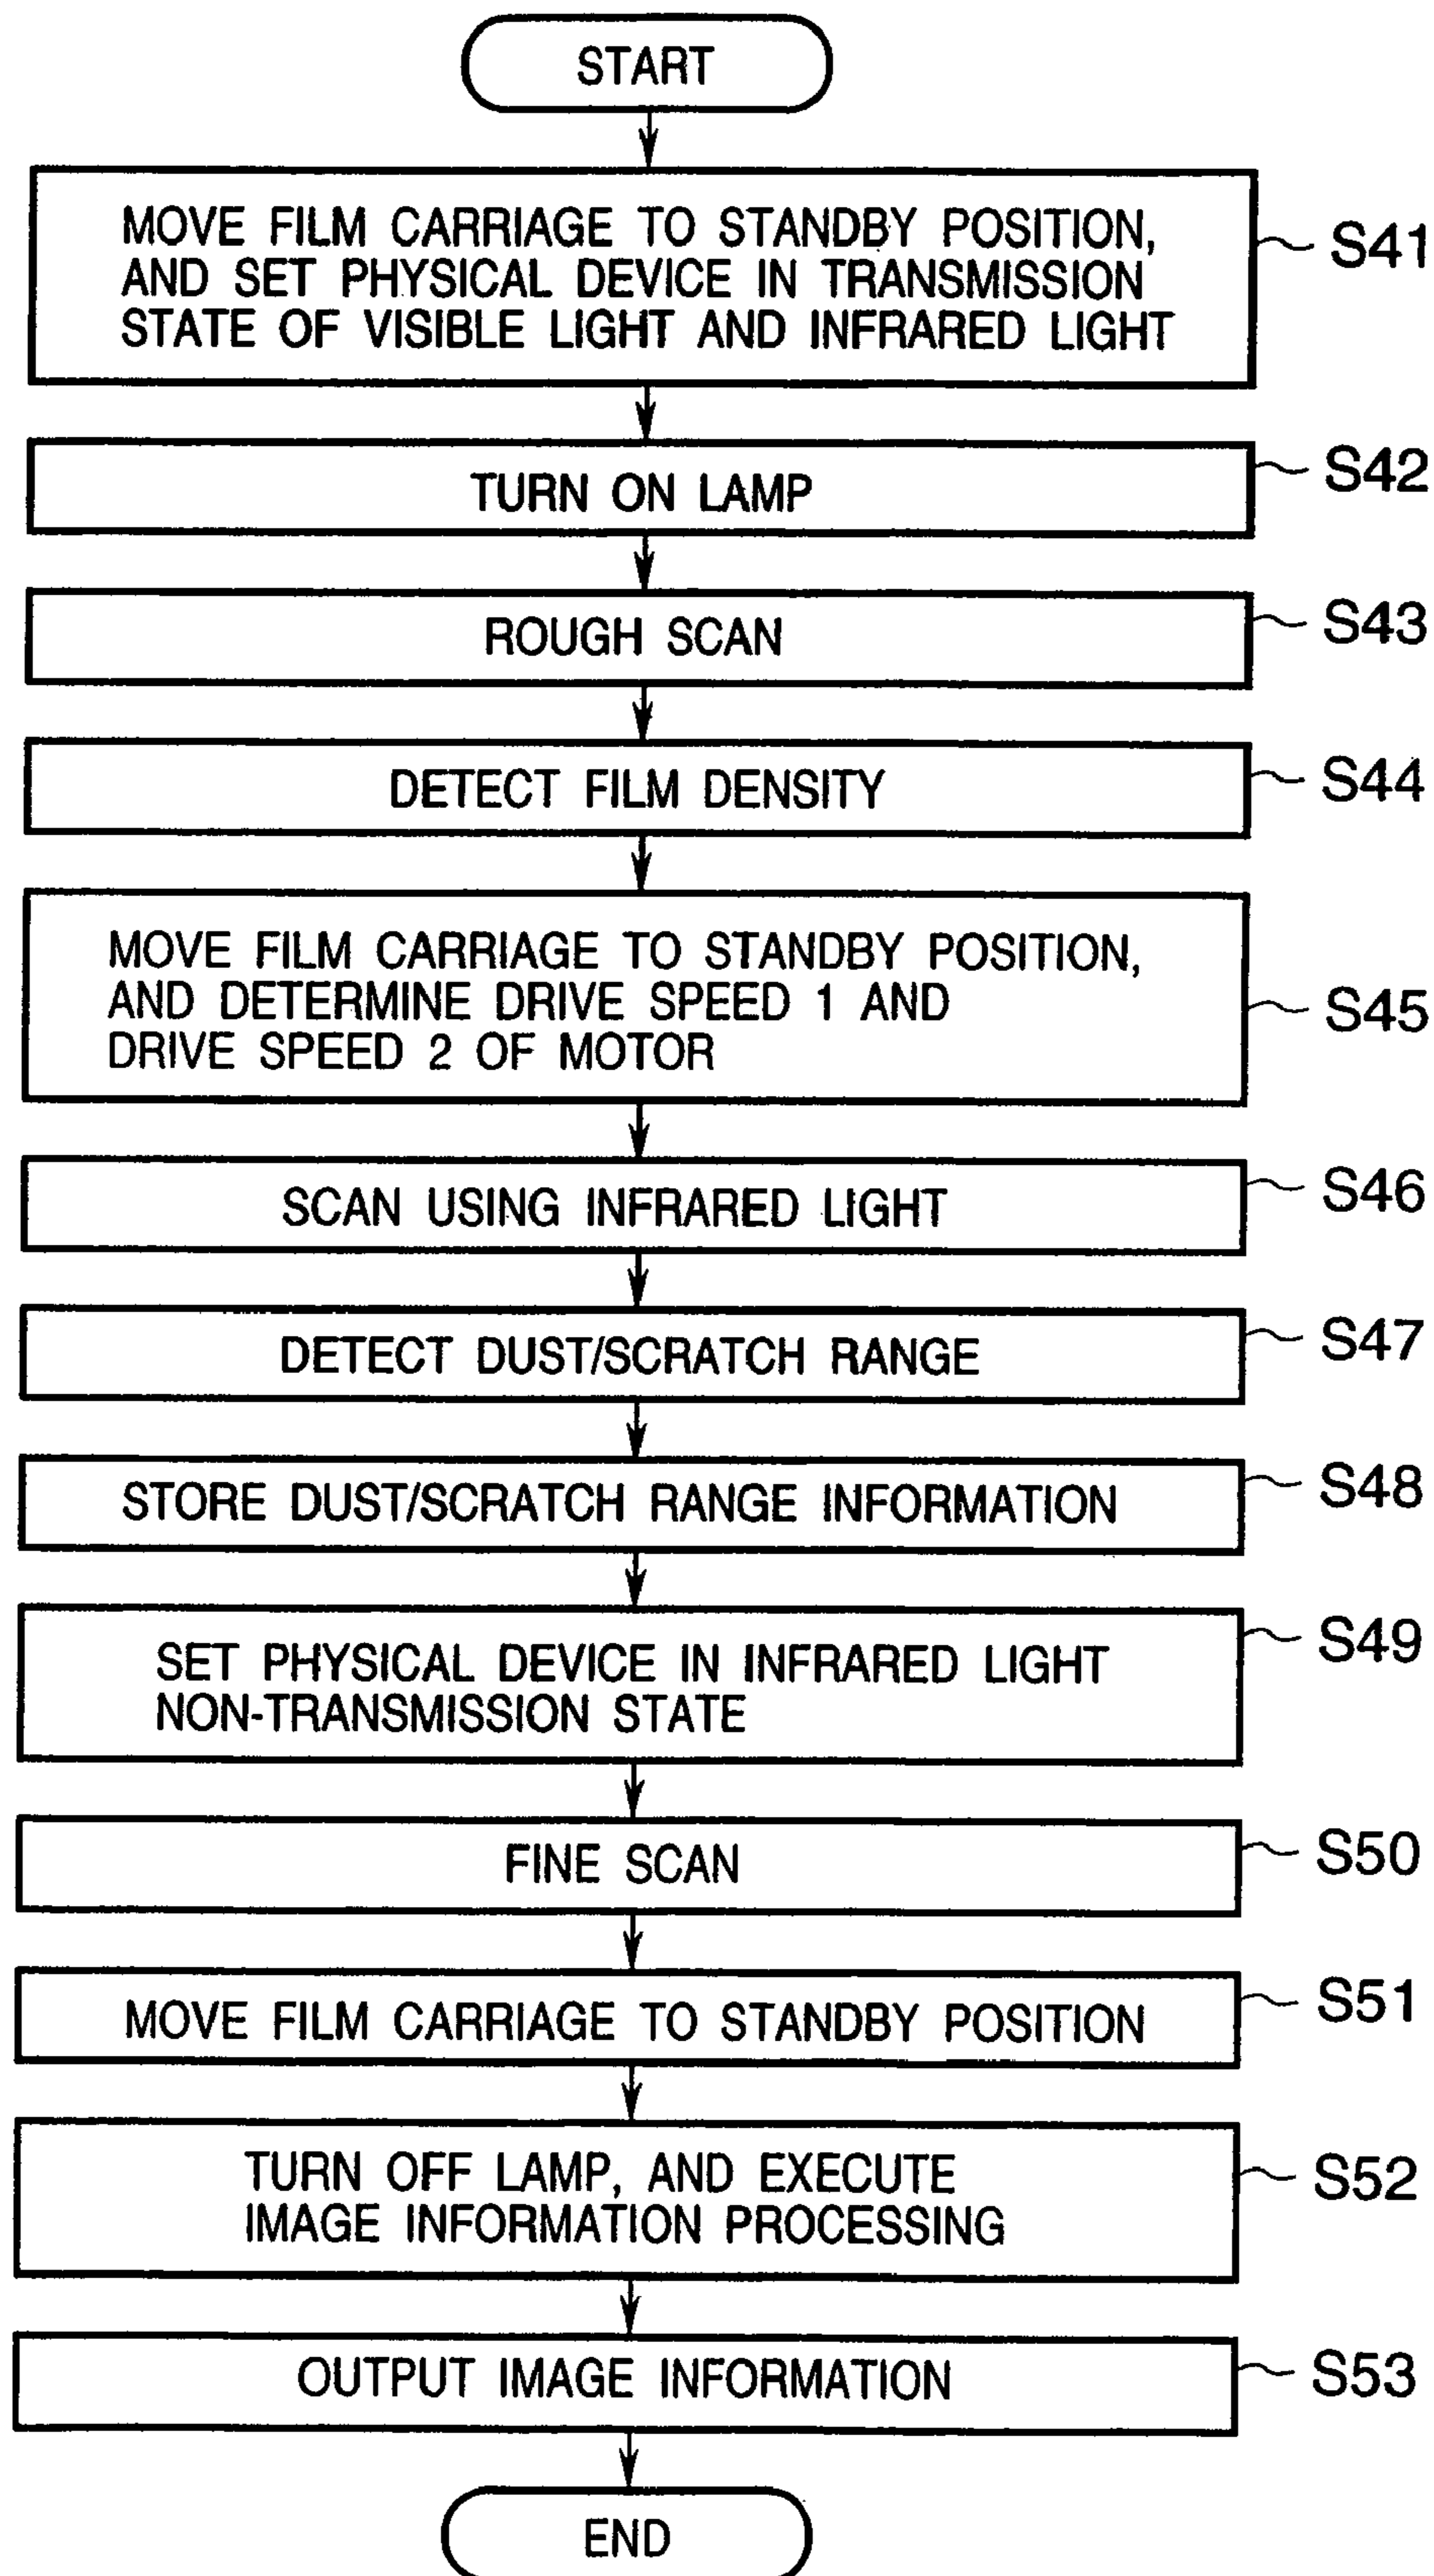 START
MOVE FILM CARRIAGE TO STANDBY POSITION,
AND SET PHYSICAL DEVICE IN TRANSMISSION
STATE OF VISIBLE LIGHT AND INFRARED LIGHT
S41
TURN ON LAMP
S42
ROUGH SCAN
S43
DETECT FILM DENSITY
S44
MOVE FILM CARRIAGE TO STANDBY POSITION,
AND DETERMINE DRIVE SPEED 1 AND
DRIVE SPEED 2 OF MOTOR
S45
SCAN USING INFRARED LIGHT
S46
DETECT DUST/SCRATCH RANGE
S47
STORE DUST/SCRATCH RANGE INFORMATION
S48
SET PHYSICAL DEVICE IN INFRARED LIGHT
NON-TRANSMISSION STATE
S49
FINE SCAN
S50
MOVE FILM CARRIAGE TO STANDBY POSITION
S51
TURN OFF LAMP, AND EXECUTE
IMAGE INFORMATION PROCESSING
S52
OUTPUT IMAGE INFORMATION
S53
END